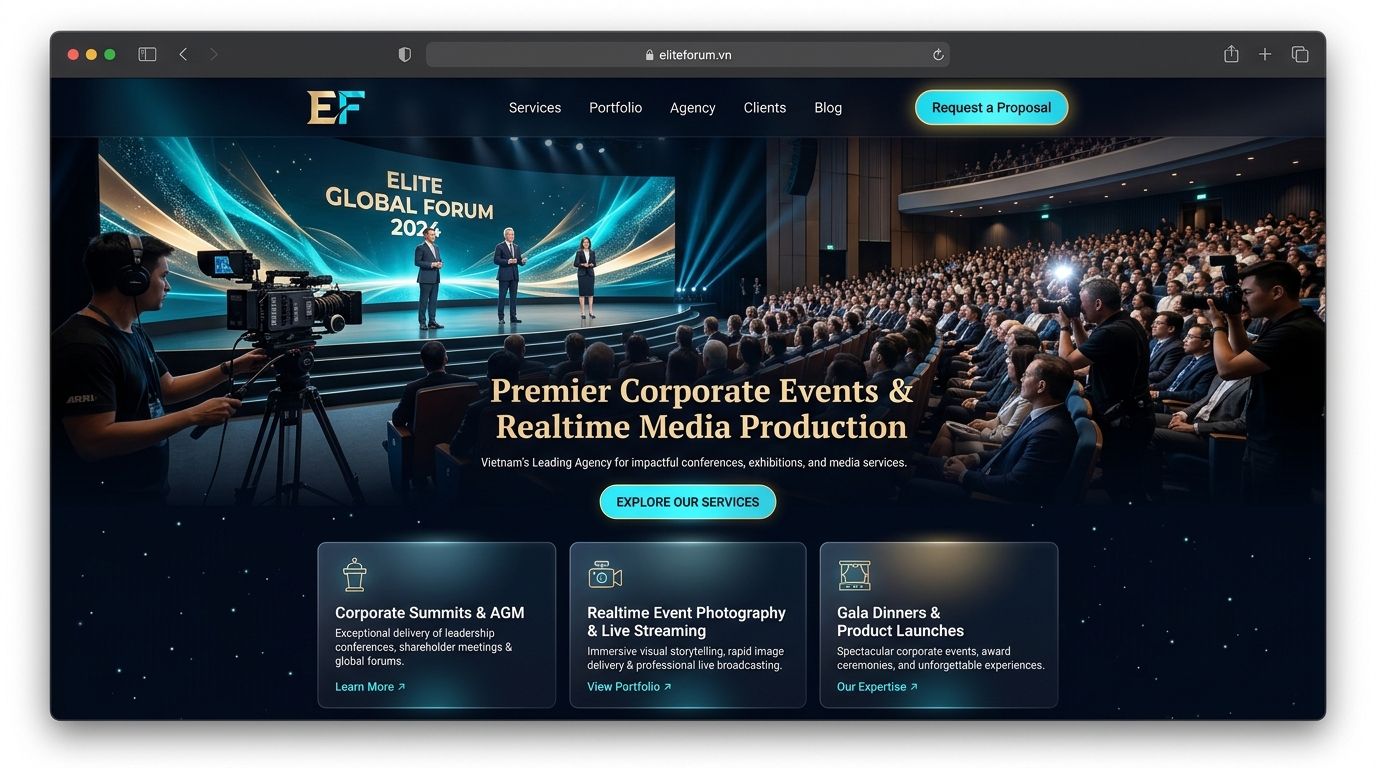 eliteforum.vn
EF
Services
Portfolio
Agency
Clients
Blog
Request a Proposal
ELITE
GLOBAL FORUM
2024
ARRI
Premier Corporate Events &
Realtime Media Production
Vietnam's Leading Agency for impactful conferences, exhibitions, and media services.
EXPLORE OUR SERVICES
Corporate Summits & AGM
Exceptional delivery of leadership
conferences, shareholder meetings &
global forums.
Learn More ↗
Realtime Event Photography
& Live Streaming
Immersive visual storytelling, rapid image
delivery & professional live broadcasting.
View Portfolio ↗
Gala Dinners &
Product Launches
Spectacular corporate events, award
ceremonies, and unforgettable experiences.
Our Expertise ↗